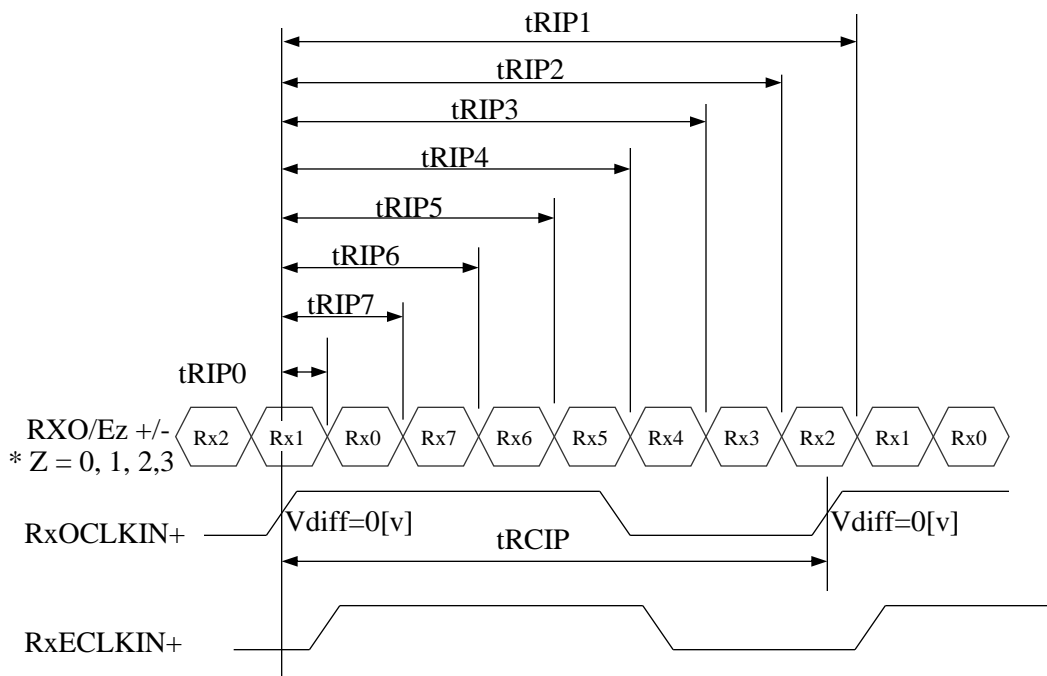 tRIP1
tRIP2
tRIP3
tRIP4
tRIP5
tRIP6
tRIP7
tRIP0
RXO/Ez +/-
* Z = 0, 1, 2,3
Rx2 Rx1 Rx0 Rx7 Rx6 Rx5 Rx4 Rx3 Rx2 Rx1 Rx0
RxOCLKIN+
Vdiff=0[v] Vdiff=0[v]
tRCIP
RxECLKIN+